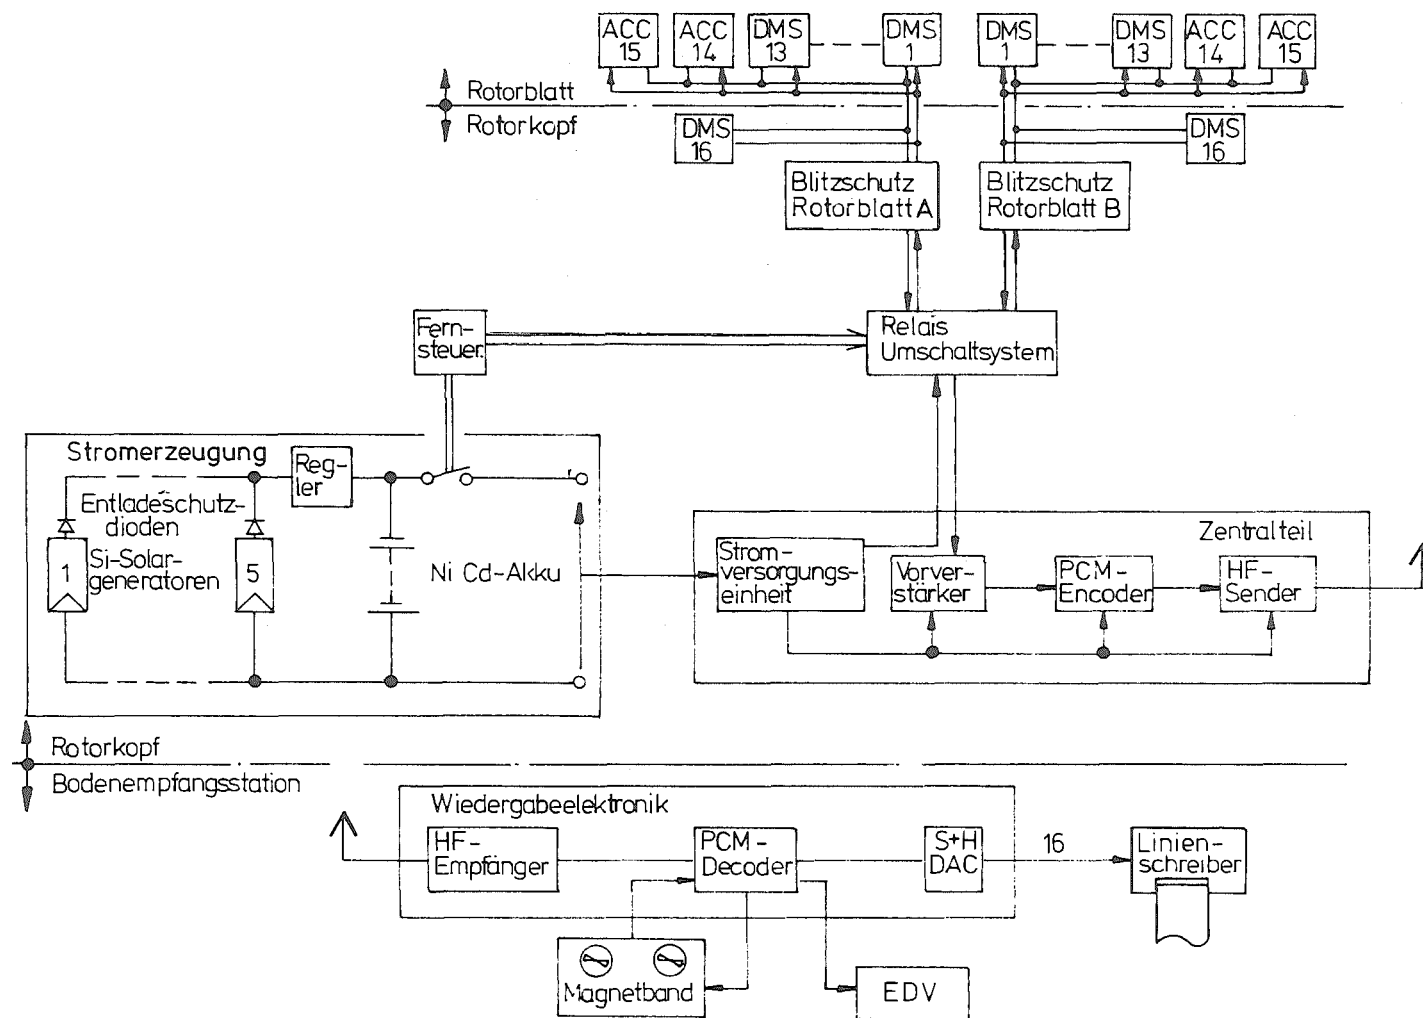 ACC
15
ACC
14
DMS
13
DMS
1
DMS
1
DMS
13
ACC
14
ACC
15
Rotorblatt
Rotorkopf
DMS
16
DMS
16
Blitzschutz
Rotorblatt A
Blitzschutz
Rotorblatt B
Fern-
steuer.
Relais
Umschaltsystem
Stromerzeugung
Reg-
ler
Entladeschutz-
dioden
Si-Solar-
generatoren
1
5
Ni Cd-Akku
Zentralteil
Strom-
versorgungs-
einheit
Vorver-
stärker
PCM-
Encoder
HF-
Sender
Rotorkopf
Bodenempfangsstation
Wiedergabeelektronik
HF-
Empfänger
PCM-
Decoder
S+H
DAC
16
Linien-
schreiber
Magnetband
EDV